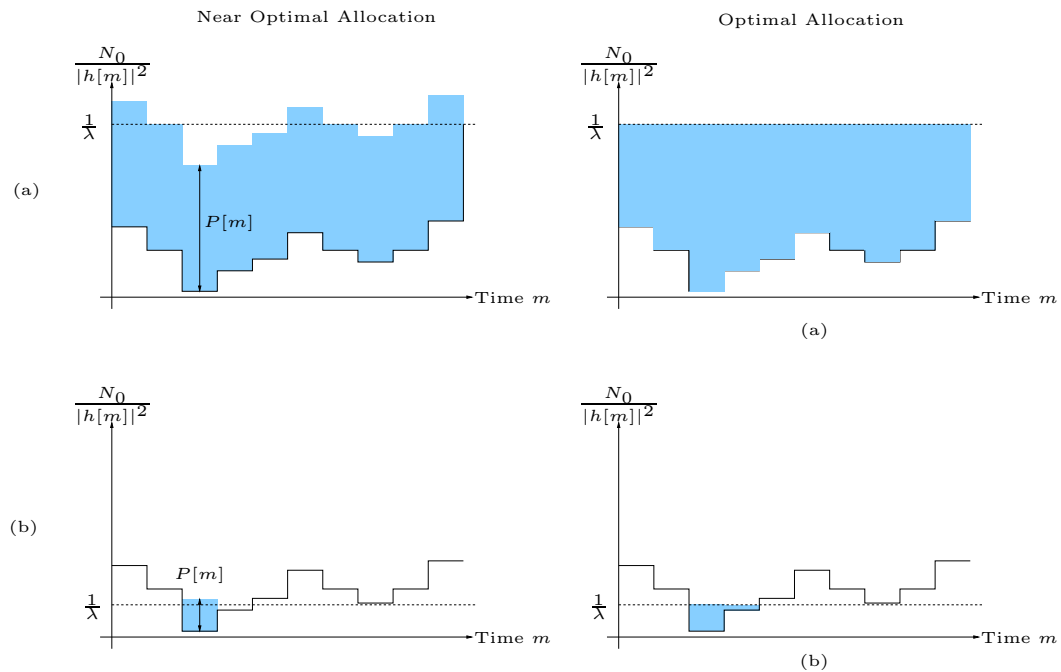 Near Optimal Allocation
Optimal Allocation
N₀
|h[m]|²
N₀
|h[m]|²
1
λ
1
λ
(a)
P[m]
Time m
Time m
(a)
N₀
|h[m]|²
N₀
|h[m]|²
(b)
P[m]
1
λ
1
λ
Time m
Time m
(b)